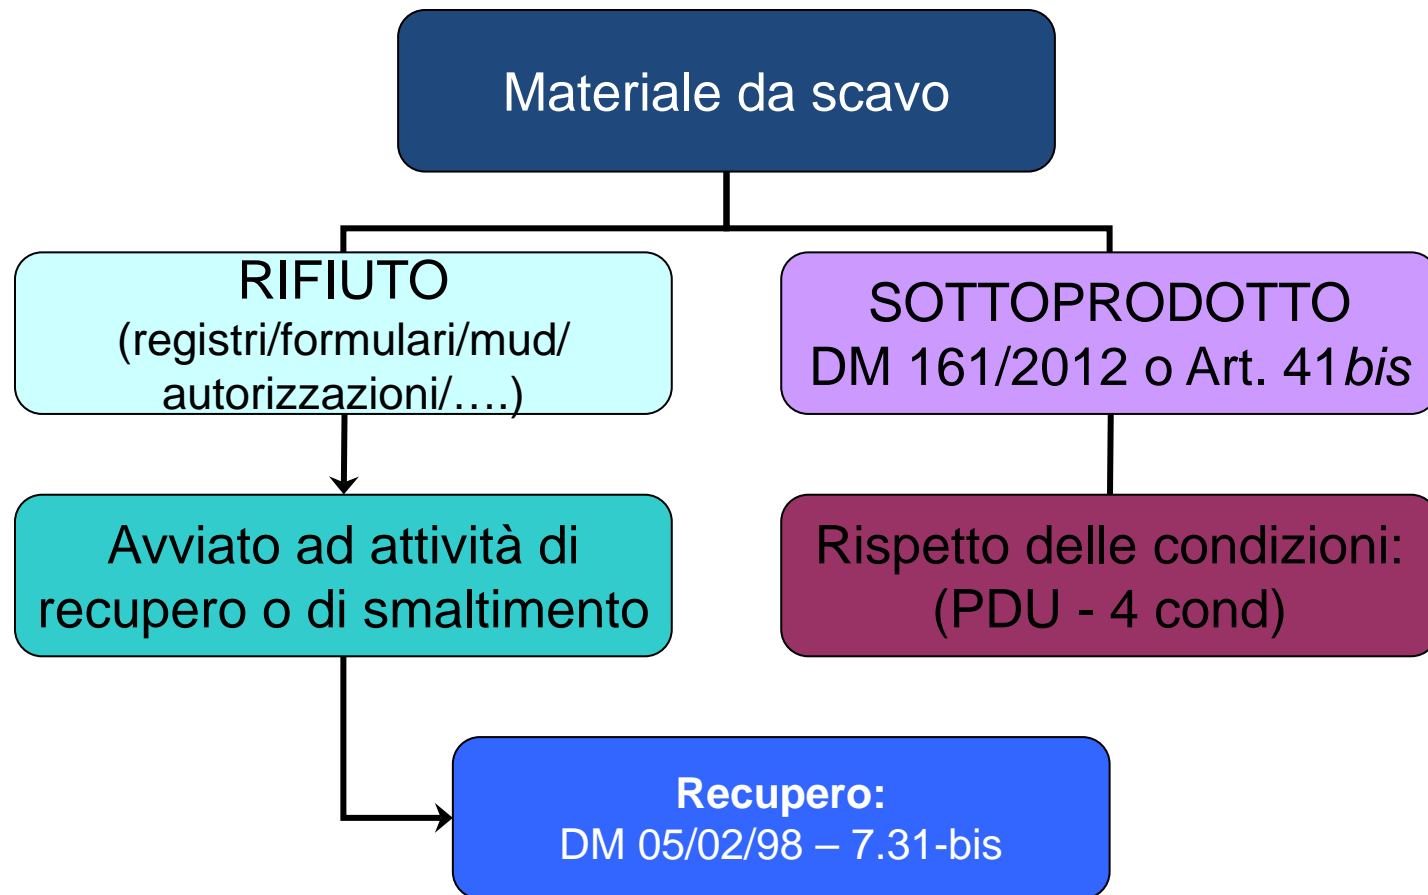 Materiale da scavo
RIFIUTO
(registri/formulari/mud/
autorizzazioni/….)
SOTTOPRODOTTO
DM 161/2012 o Art. 41bis
Avviato ad attività di
recupero o di smaltimento
Rispetto delle condizioni:
(PDU - 4 cond)
Recupero:
DM 05/02/98 – 7.31-bis